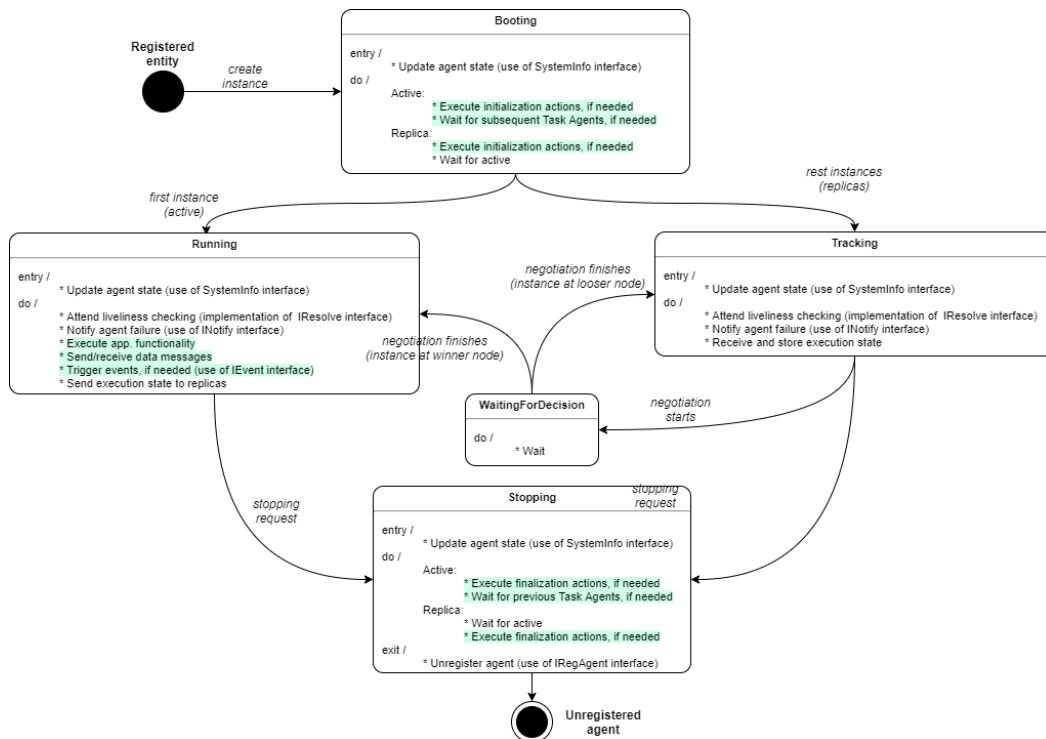 Booting
entry /
* Update agent state (use of SystemInfo interface)
do /
Active:
* Execute initialization actions, if needed
* Wait for subsequent Task Agents, if needed
Replica:
* Execute initialization actions, if needed
* Wait for active
Registered
entity
create
instance
first instance
(active)
rest instances
(replicas)
Running
entry /
* Update agent state (use of SystemInfo interface)
do /
* Attend liveliness checking (implementation of IResolve interface)
* Notify agent failure (use of INotify interface)
* Execute app. functionality
* Send/receive data messages
* Trigger events, if needed (use of IEvent interface)
* Send execution state to replicas
negotiation finishes
(instance at looser node)
negotiation finishes
(instance at winner node)
Tracking
entry /
* Update agent state (use of SystemInfo interface)
do /
* Attend liveliness checking (implementation of IResolve interface)
* Notify agent failure (use of INotify interface)
* Receive and store execution state
WaitingForDecision
do /
* Wait
negotiation
starts
stopping
request
stopping
request
Stopping
entry /
* Update agent state (use of SystemInfo interface)
do /
Active:
* Execute finalization actions, if needed
* Wait for previous Task Agents, if needed
Replica:
* Wait for active
* Execute finalization actions, if needed
exit /
* Unregister agent (use of IRegAgent interface)
Unregistered
agent